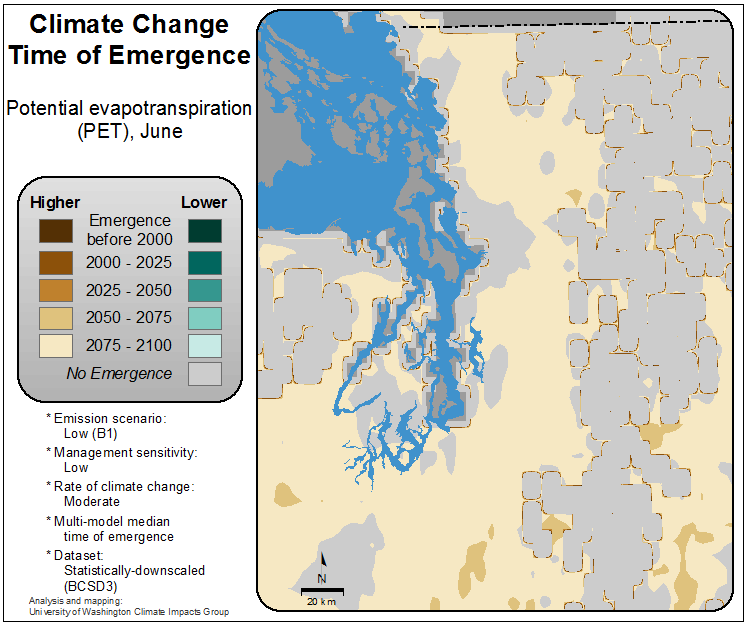 Climate Change
Time of Emergence
Potential evapotranspiration
(PET), June
Higher Lower
Emergence
before 2000
2000 - 2025
2025 - 2050
2050 - 2075
2075 - 2100
No Emergence
* Emission scenario:
Low (B1)
* Management sensitivity:
Low
* Rate of climate change:
Moderate
* Multi-model median
time of emergence
* Dataset:
Statistically-downscaled
(BCSD3)
Analysis and mapping:
University of Washington Climate Impacts Group
N
20 km